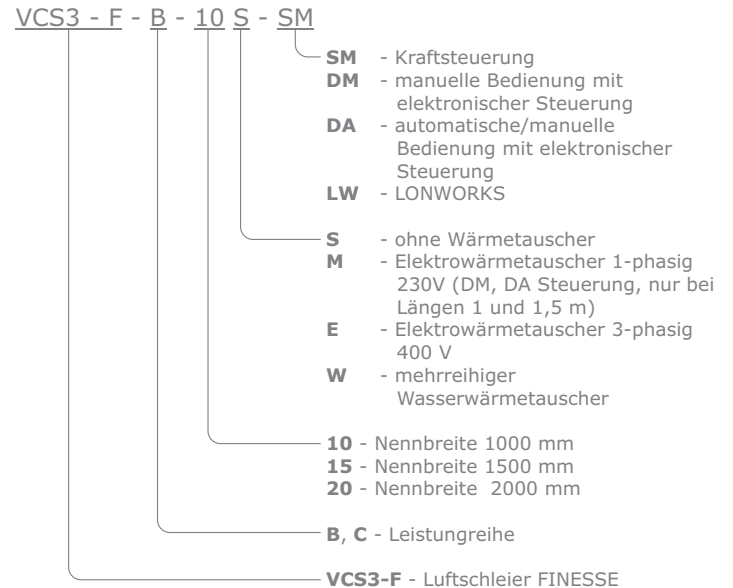 VCS3 - F - B - 10 S - SM
SM - Kraftsteuerung
DM - manuelle Bedienung mit
elektronischer Steuerung
DA - automatische/manuelle
Bedienung mit elektronischer
Steuerung
LW - LONWORKS
S - ohne Wärmetauscher
M - Elektrowärmetauscher 1-phasig
230V (DM, DA Steuerung, nur bei
Längen 1 und 1,5 m)
E - Elektrowärmetauscher 3-phasig
400 V
W - mehrreihiger
Wasserwärmetauscher
10 - Nennbreite 1000 mm
15 - Nennbreite 1500 mm
20 - Nennbreite 2000 mm
B, C - Leistungreihe
VCS3-F - Luftschleier FINESSE